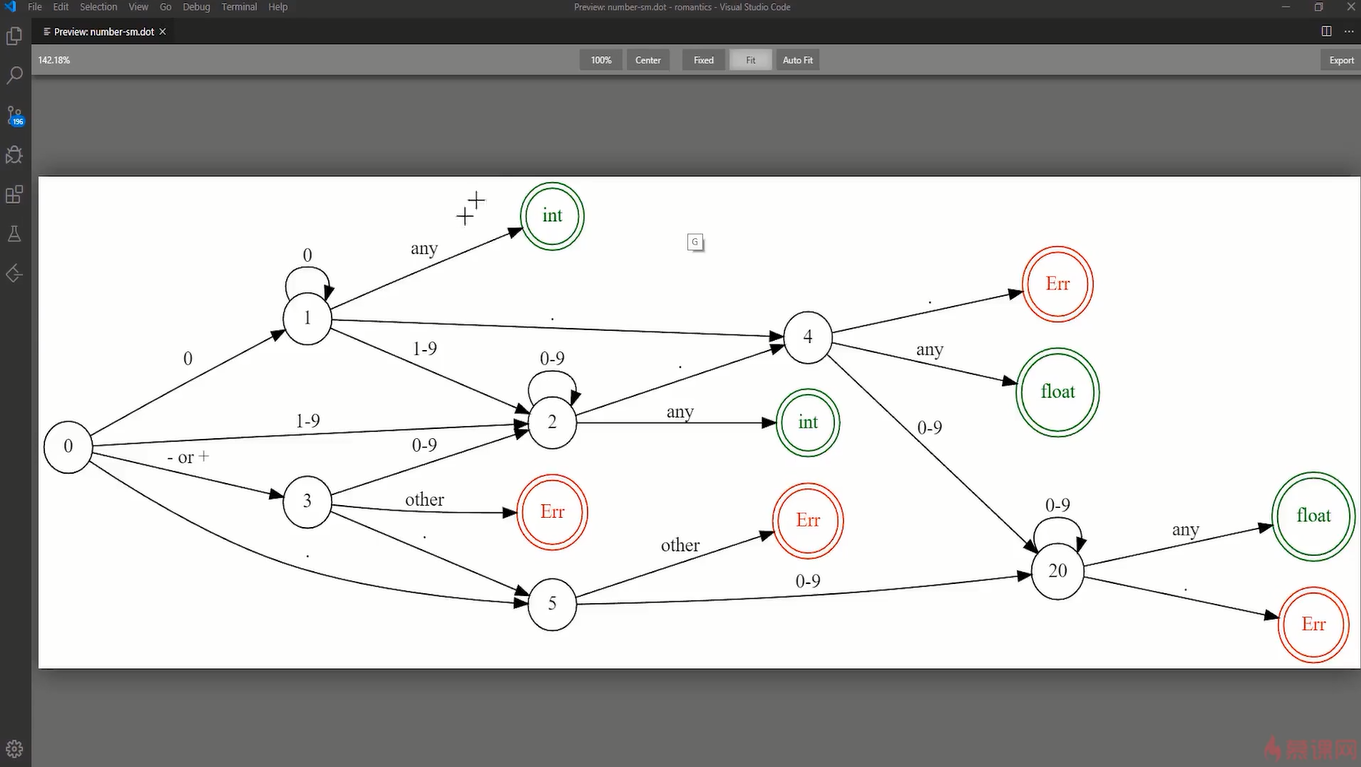 File Edit Selection View Go Debug Terminal Help
Preview: number-sm.dot - romantics - Visual Studio Code
Preview: number-sm.dot
142.18%
100% Center Fixed Fit Auto Fit
Export
196
G
int
any
0
1
.
Err
4
.
0
1-9
0-9
any
float
.
1-9
2
any
int
0-9
0
- or +
0-9
3
other
Err
Err
0-9
any
float
.
other
.
5
0-9
20
.
Err
慕课网